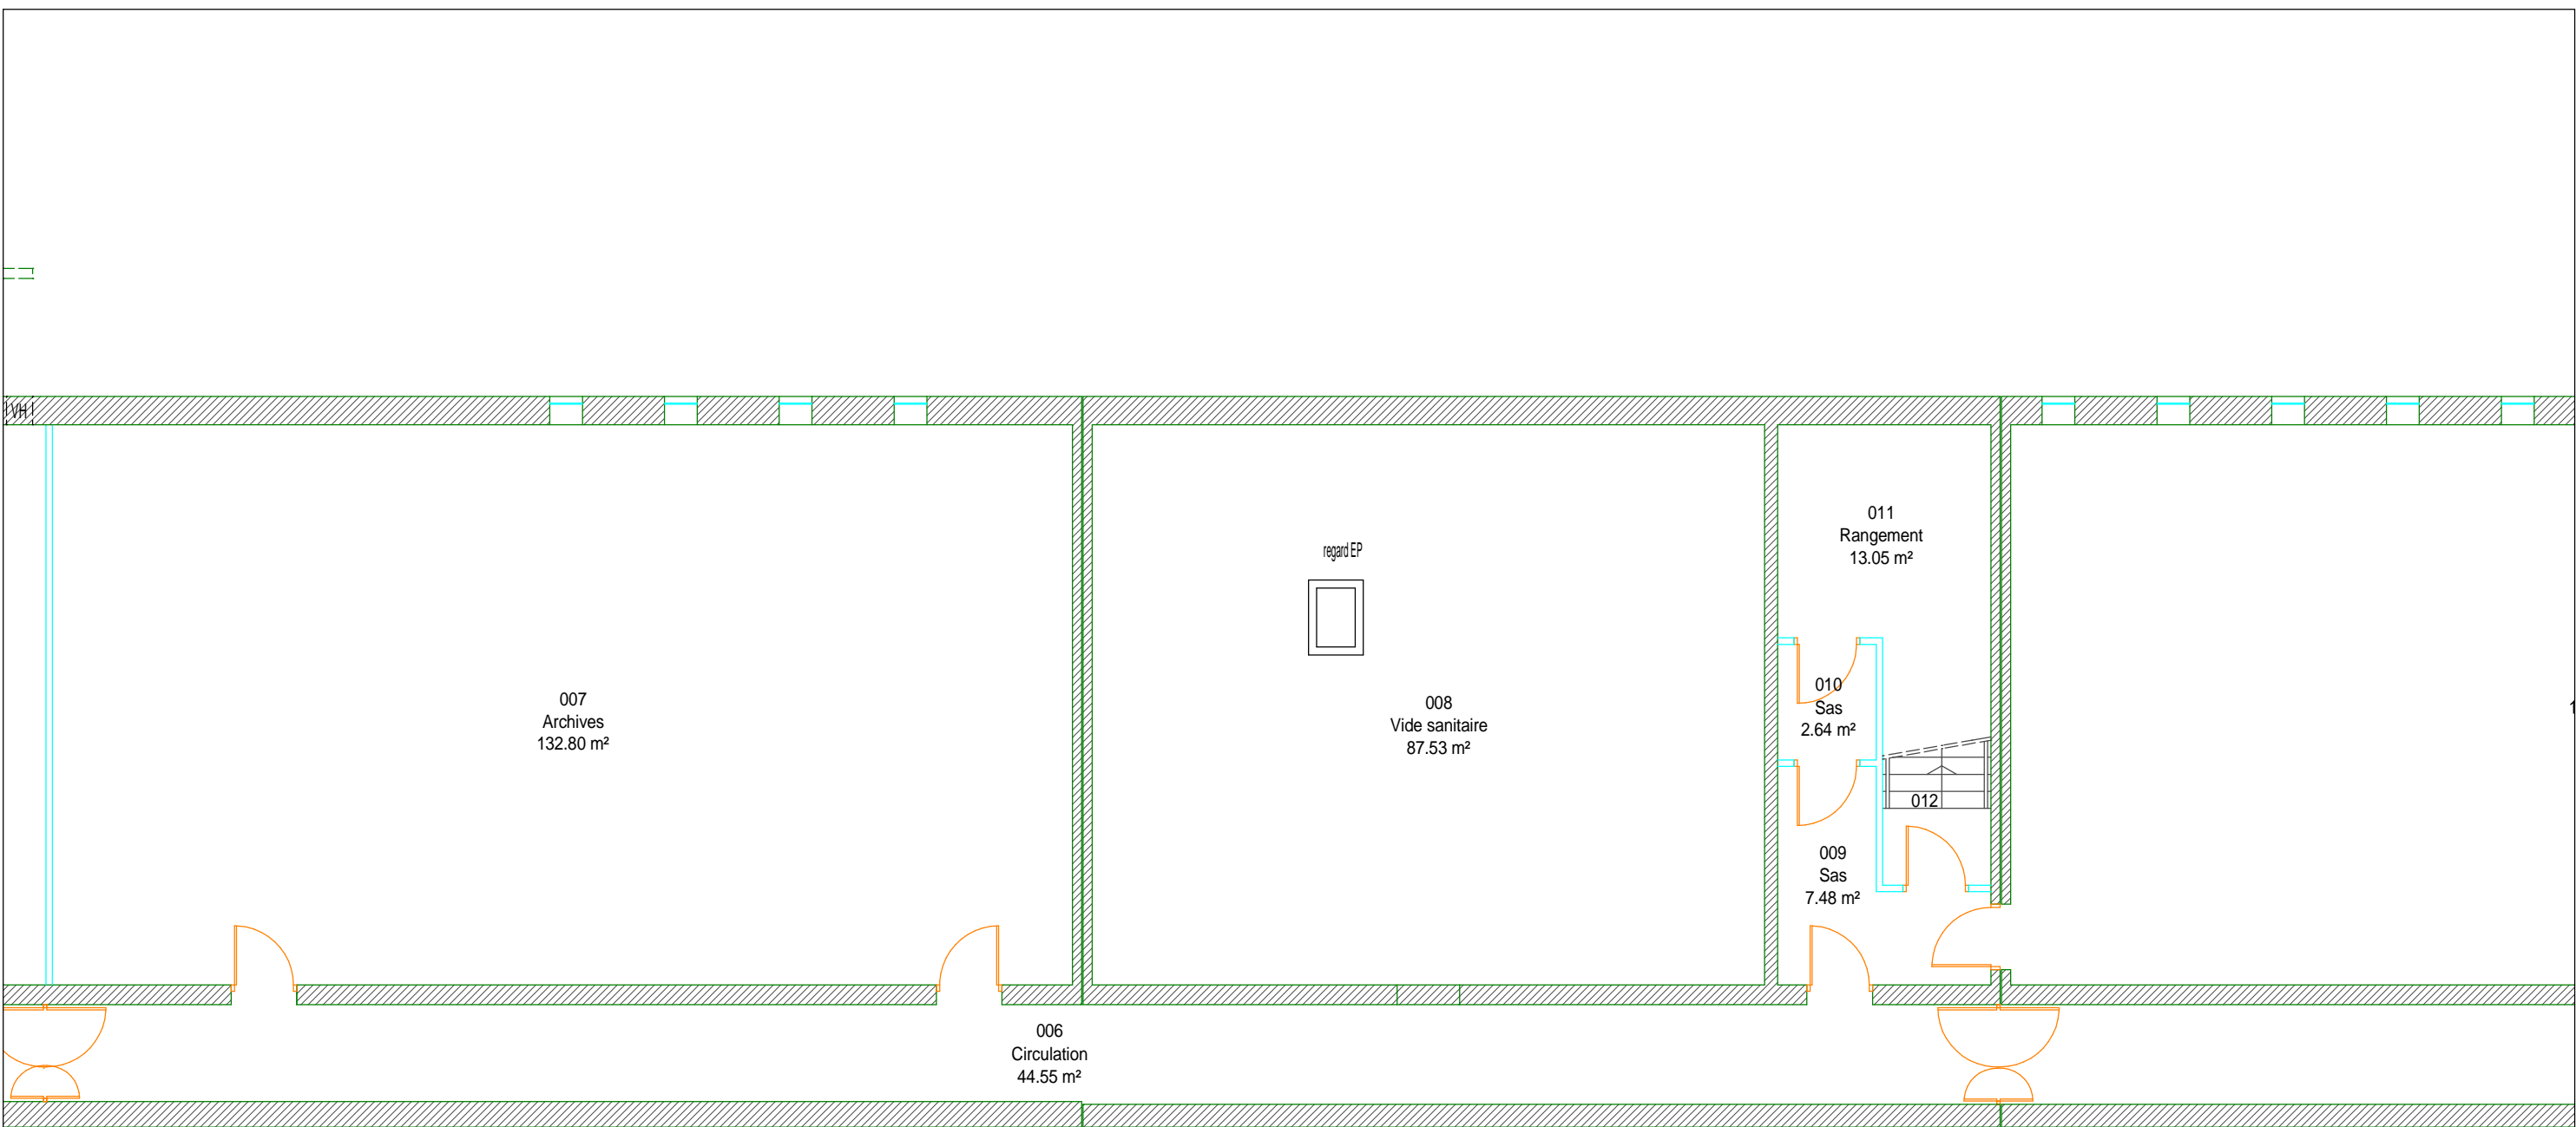 VH
011
Rangement
13.05 m²
regard EP
007
Archives
132.80 m²
008
Vide sanitaire
87.53 m²
010
Sas
2.64 m²
012
009
Sas
7.48 m²
006
Circulation
44.55 m²